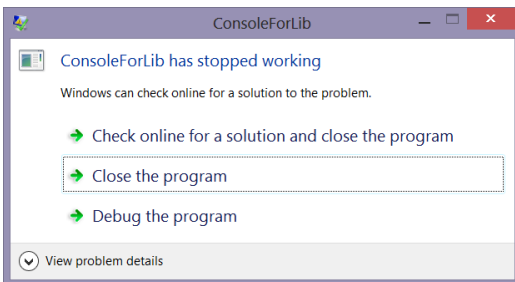 ConsoleForLib
ConsoleForLib has stopped working
Windows can check online for a solution to the problem.
Check online for a solution and close the program
Close the program
Debug the program
View problem details